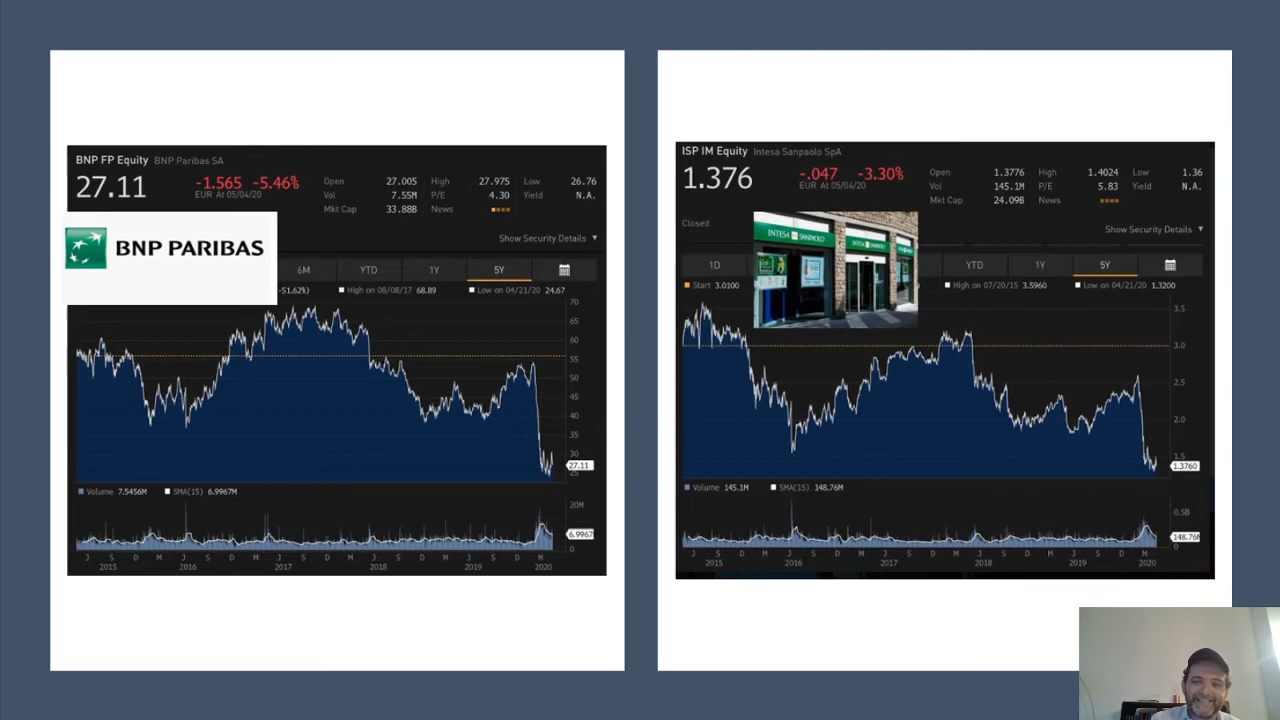 BNP FP Equity BNP Paribas SA
27.11
-1.565 -5.46%
EUR At 05/04/20
Open 27.005 High 27.975 Low 26.76
Vol 7.55M P/E 4.30 Yield N.A.
Mkt Cap 33.88B News
BNP PARIBAS
Show Security Details
6M YTD 1Y 5Y
-51.62%) High on 08/08/17 68.89 Low on 04/21/20 24.67
70
65
60
55
50
45
40
35
30
27.11
25
Volume 7.5456M SMA(15) 6.9967M
20M
6.9967
0
J S D M J S D M J S D M J S D M J S D M
2015 2016 2017 2018 2019 2020
ISP IM Equity Intesa Sanpaolo SpA
1.376
-.047 -3.30%
EUR At 05/04/20
Open 1.3776 High 1.4024 Low 1.36
Vol 145.1M P/E 5.83 Yield N.A.
Mkt Cap 24.09B News
Closed
Show Security Details
INTESA SANPAOLO
INTESA SANPAOLO
1D YTD 1Y 5Y
Start 3.0100 High on 07/20/15 3.5960 Low on 04/21/20 1.3200
3.5
3.0
2.5
2.0
1.5
1.3760
Volume 145.1M SMA(15) 148.76M
0.5B
148.76
0
J S D M J S D M J S D M J S D M J S D M
2015 2016 2017 2018 2019 2020